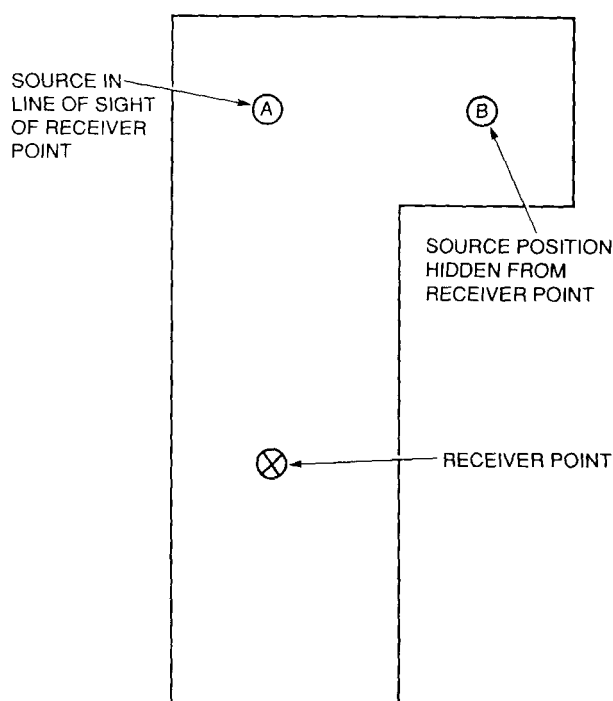 SOURCE IN
LINE OF SIGHT
OF RECEIVER
POINT
A
B
SOURCE POSITION
HIDDEN FROM
RECEIVER POINT
RECEIVER POINT